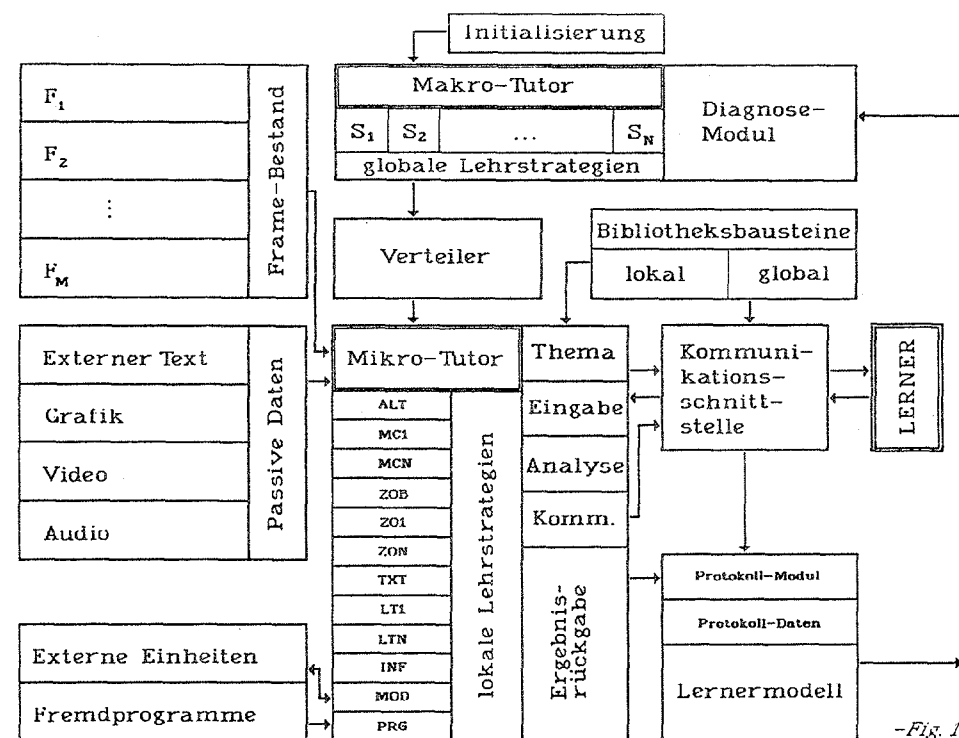 Initialisierung
Makro-Tutor
S₁ S₂ ... S_N
globale Lehrstrategien
Diagnose-
Modul
F₁
F₂
⋮
F_M
Frame-Bestand
Verteiler
Bibliotheksbausteine
lokal global
Externer Text
Grafik
Video
Audio
Passive Daten
Mikro-Tutor
ALT
MC1
MCN
ZOB
ZO1
ZON
TXT
LT1
LTN
INF
MOD
PRG
lokale Lehrstrategien
Thema
Eingabe
Analyse
Komm.
Ergebnis-
rückgabe
Kommuni-
kations-
schnitt-
stelle
LERNER
Protokoll-Modul
Protokoll-Daten
Lernermodell
Externe Einheiten
Fremdprogramme
-Fig. 1